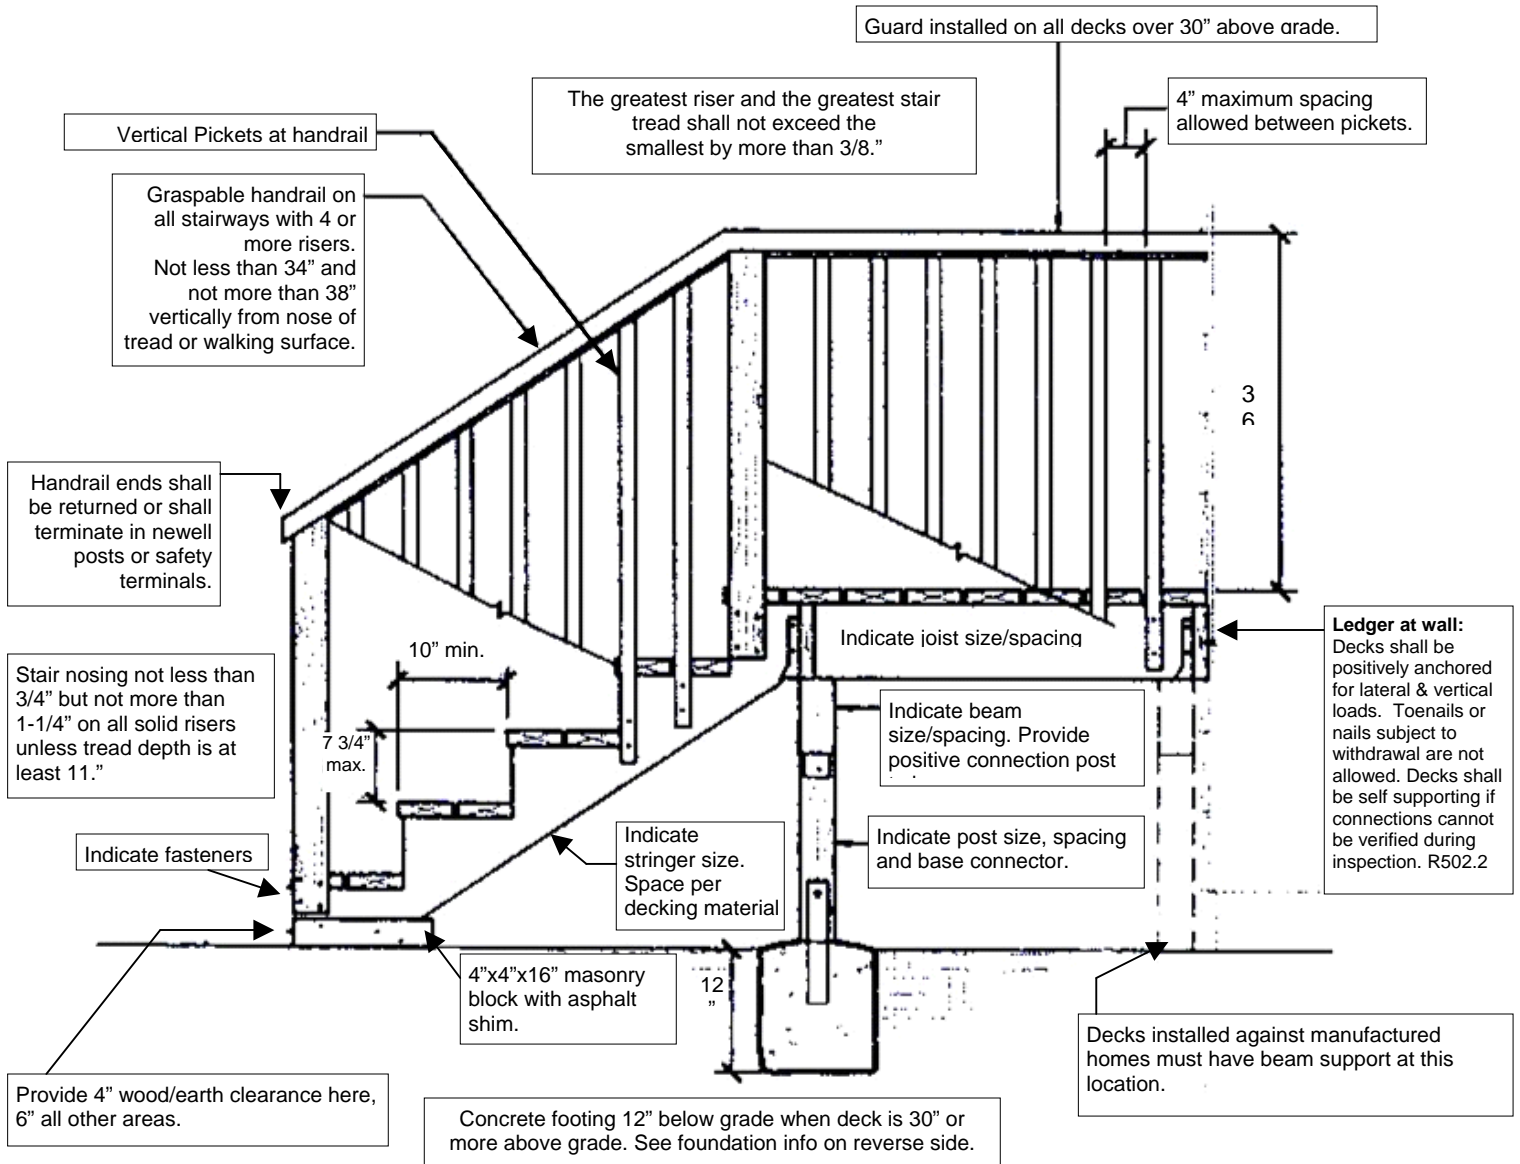 Guard installed on all decks over 30” above grade.
The greatest riser and the greatest stair
tread shall not exceed the
smallest by more than 3/8.”
4” maximum spacing
allowed between pickets.
Vertical Pickets at handrail
Graspable handrail on
all stairways with 4 or
more risers.
Not less than 34” and
not more than 38”
vertically from nose of
tread or walking surface.
3
6
Handrail ends shall
be returned or shall
terminate in newell
posts or safety
terminals.
Stair nosing not less than
3/4” but not more than
1-1/4” on all solid risers
unless tread depth is at
least 11.”
10” min.
7 3/4”
max.
Indicate joist size/spacing
Ledger at wall:
Decks shall be
positively anchored
for lateral & vertical
loads. Toenails or
nails subject to
withdrawal are not
allowed. Decks shall
be self supporting if
connections cannot
be verified during
inspection. R502.2
Indicate beam
size/spacing. Provide
positive connection post
Indicate post size, spacing
and base connector.
Indicate
stringer size.
Space per
decking material
Indicate fasteners
4”x4”x16” masonry
block with asphalt
shim.
12
”
Provide 4” wood/earth clearance here,
6” all other areas.
Concrete footing 12” below grade when deck is 30” or
more above grade. See foundation info on reverse side.
Decks installed against manufactured
homes must have beam support at this
location.